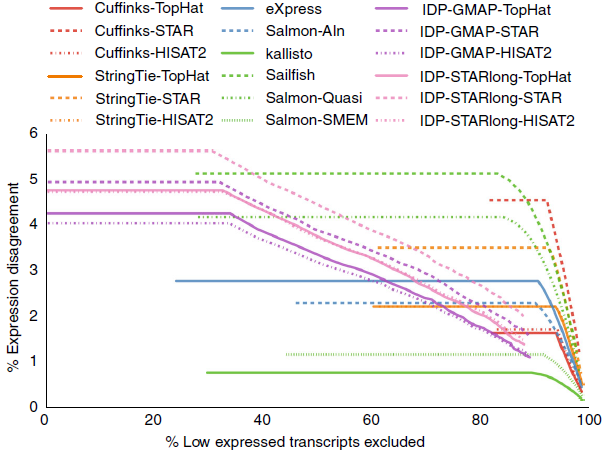 Cuffinks-TopHat eXpress IDP-GMAP-TopHat
Cuffinks-STAR Salmon-Aln IDP-GMAP-STAR
Cuffinks-HISAT2 kallisto IDP-GMAP-HISAT2
StringTie-TopHat Sailfish IDP-STARlong-TopHat
StringTie-STAR Salmon-Quasi IDP-STARlong-STAR
StringTie-HISAT2 Salmon-SMEM IDP-STARlong-HISAT2
% Expression disagreement
6
5
4
3
2
1
0
0 20 40 60 80 100
% Low expressed transcripts excluded